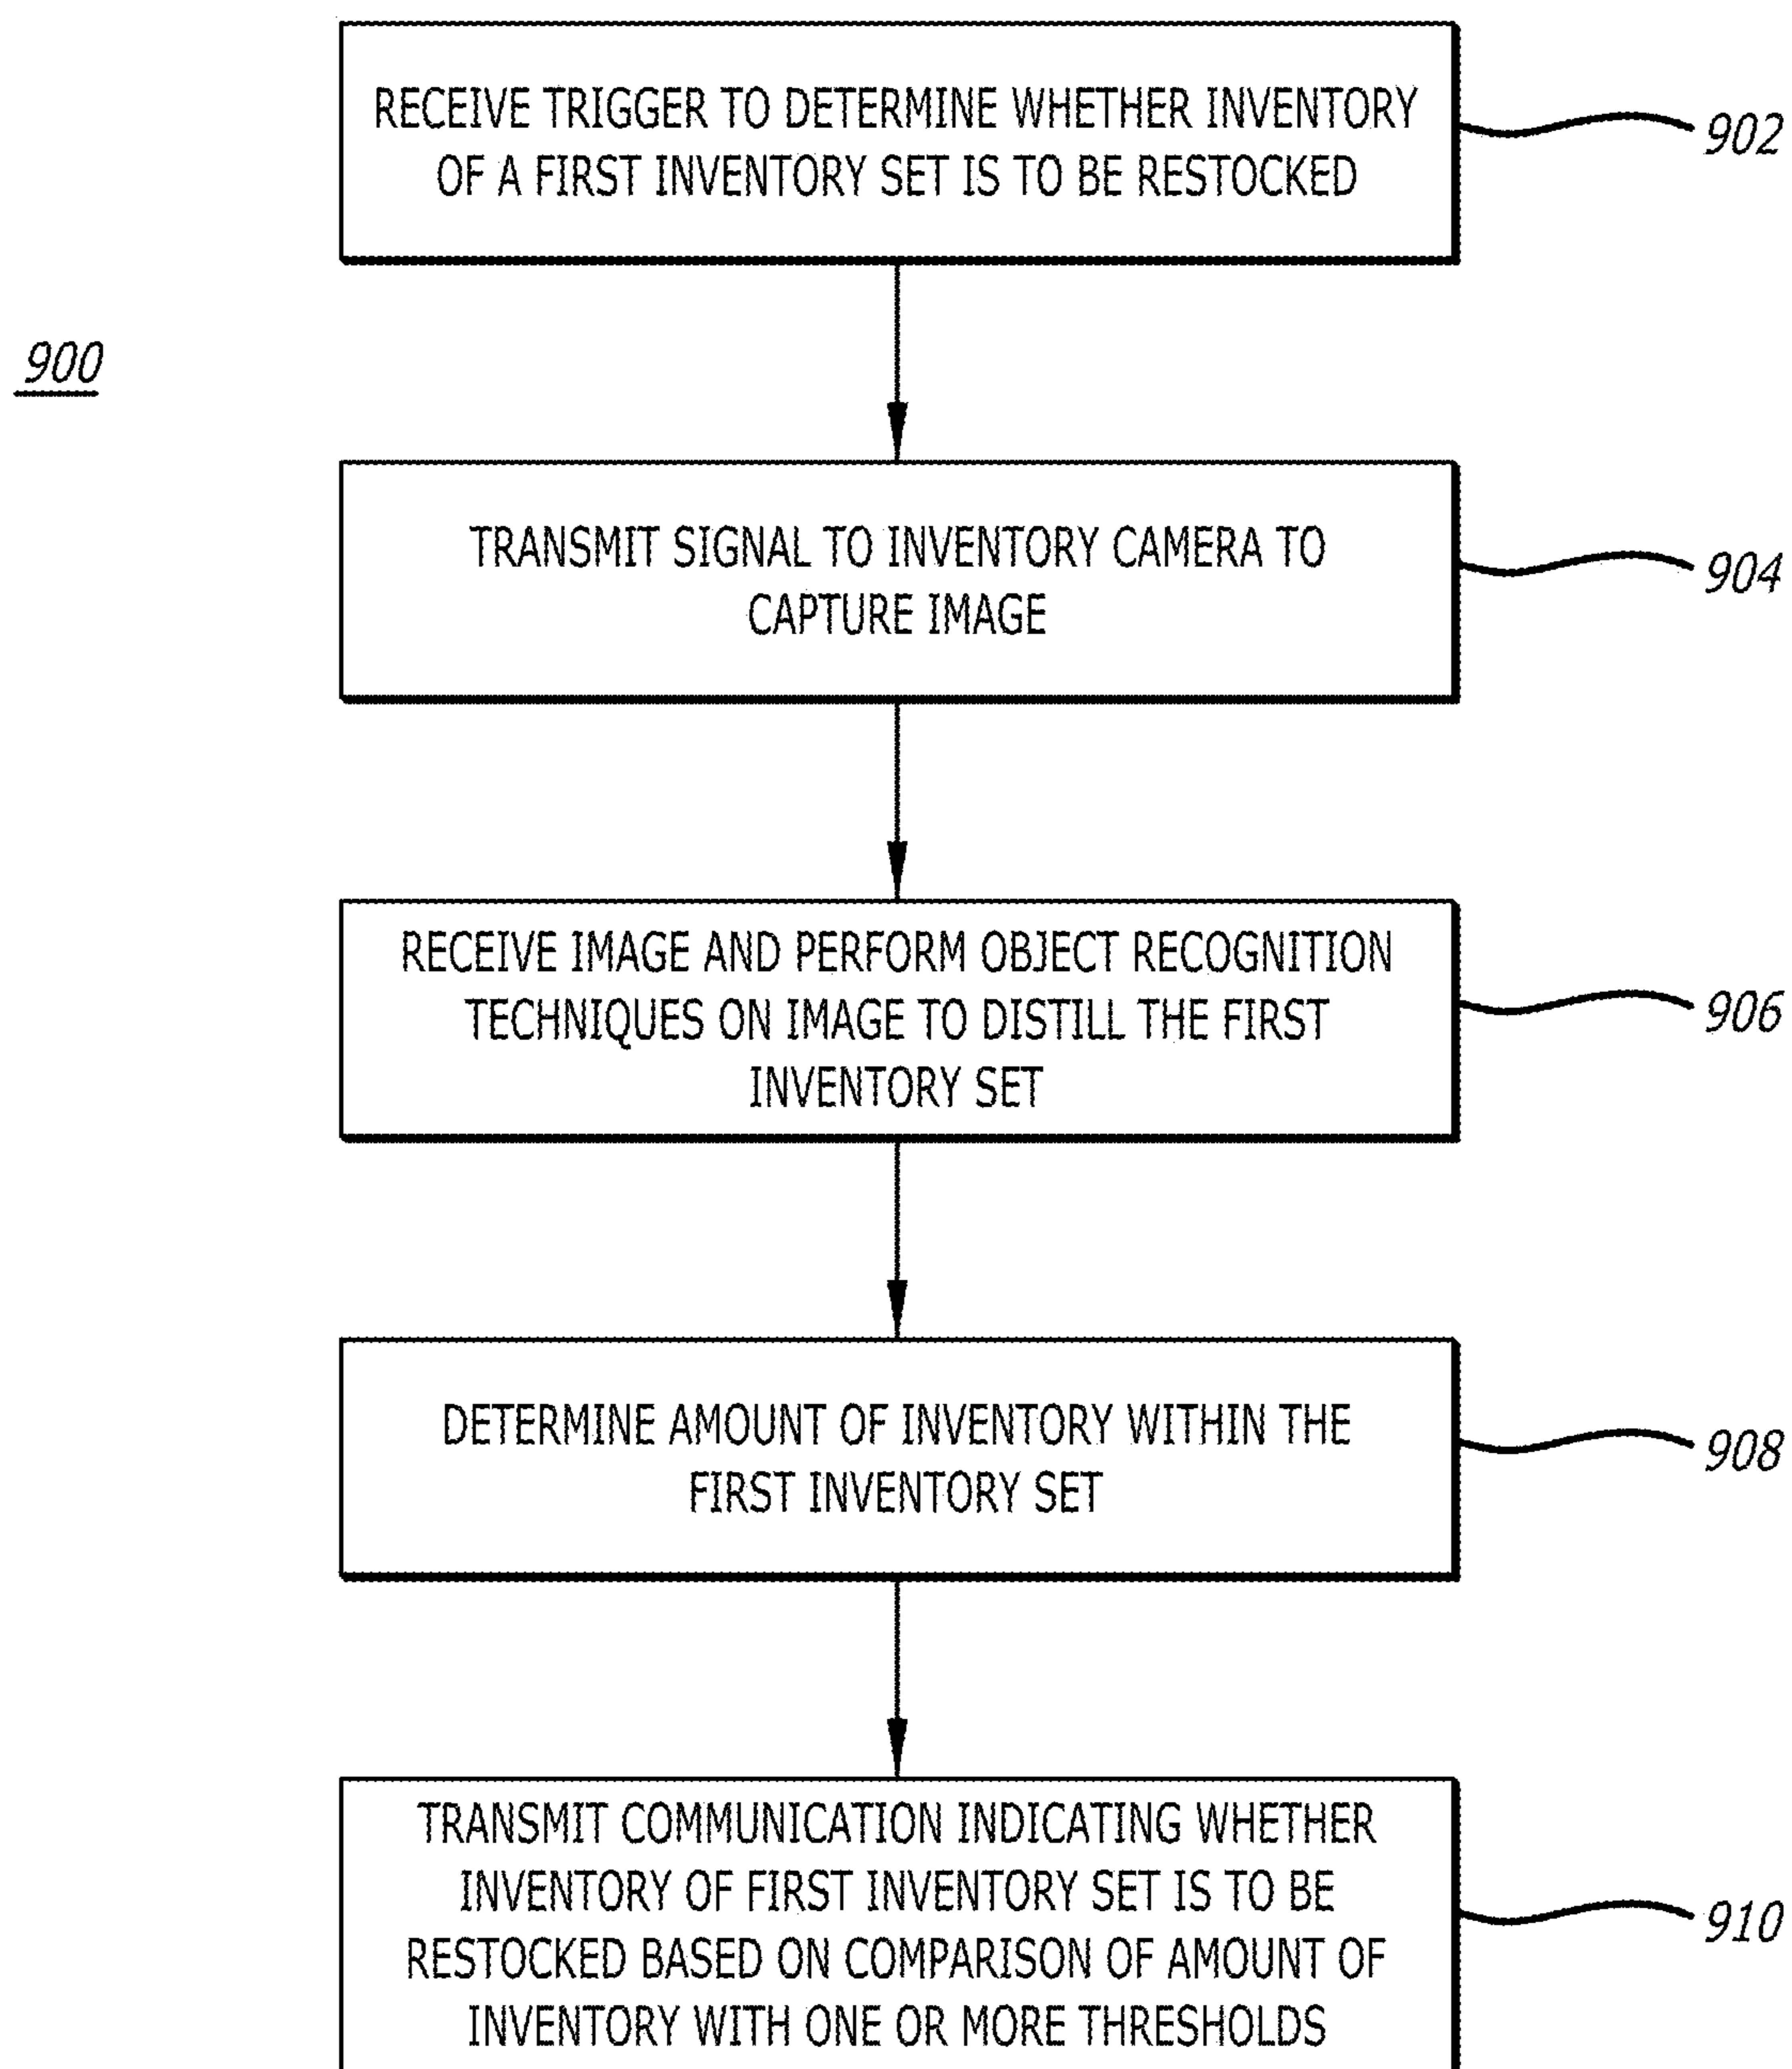 RECEIVE TRIGGER TO DETERMINE WHETHER INVENTORY
OF A FIRST INVENTORY SET IS TO BE RESTOCKED
902
900
TRANSMIT SIGNAL TO INVENTORY CAMERA TO
CAPTURE IMAGE
904
RECEIVE IMAGE AND PERFORM OBJECT RECOGNITION
TECHNIQUES ON IMAGE TO DISTILL THE FIRST
INVENTORY SET
906
DETERMINE AMOUNT OF INVENTORY WITHIN THE
FIRST INVENTORY SET
908
TRANSMIT COMMUNICATION INDICATING WHETHER
INVENTORY OF FIRST INVENTORY SET IS TO BE
RESTOCKED BASED ON COMPARISON OF AMOUNT OF
INVENTORY WITH ONE OR MORE THRESHOLDS
910